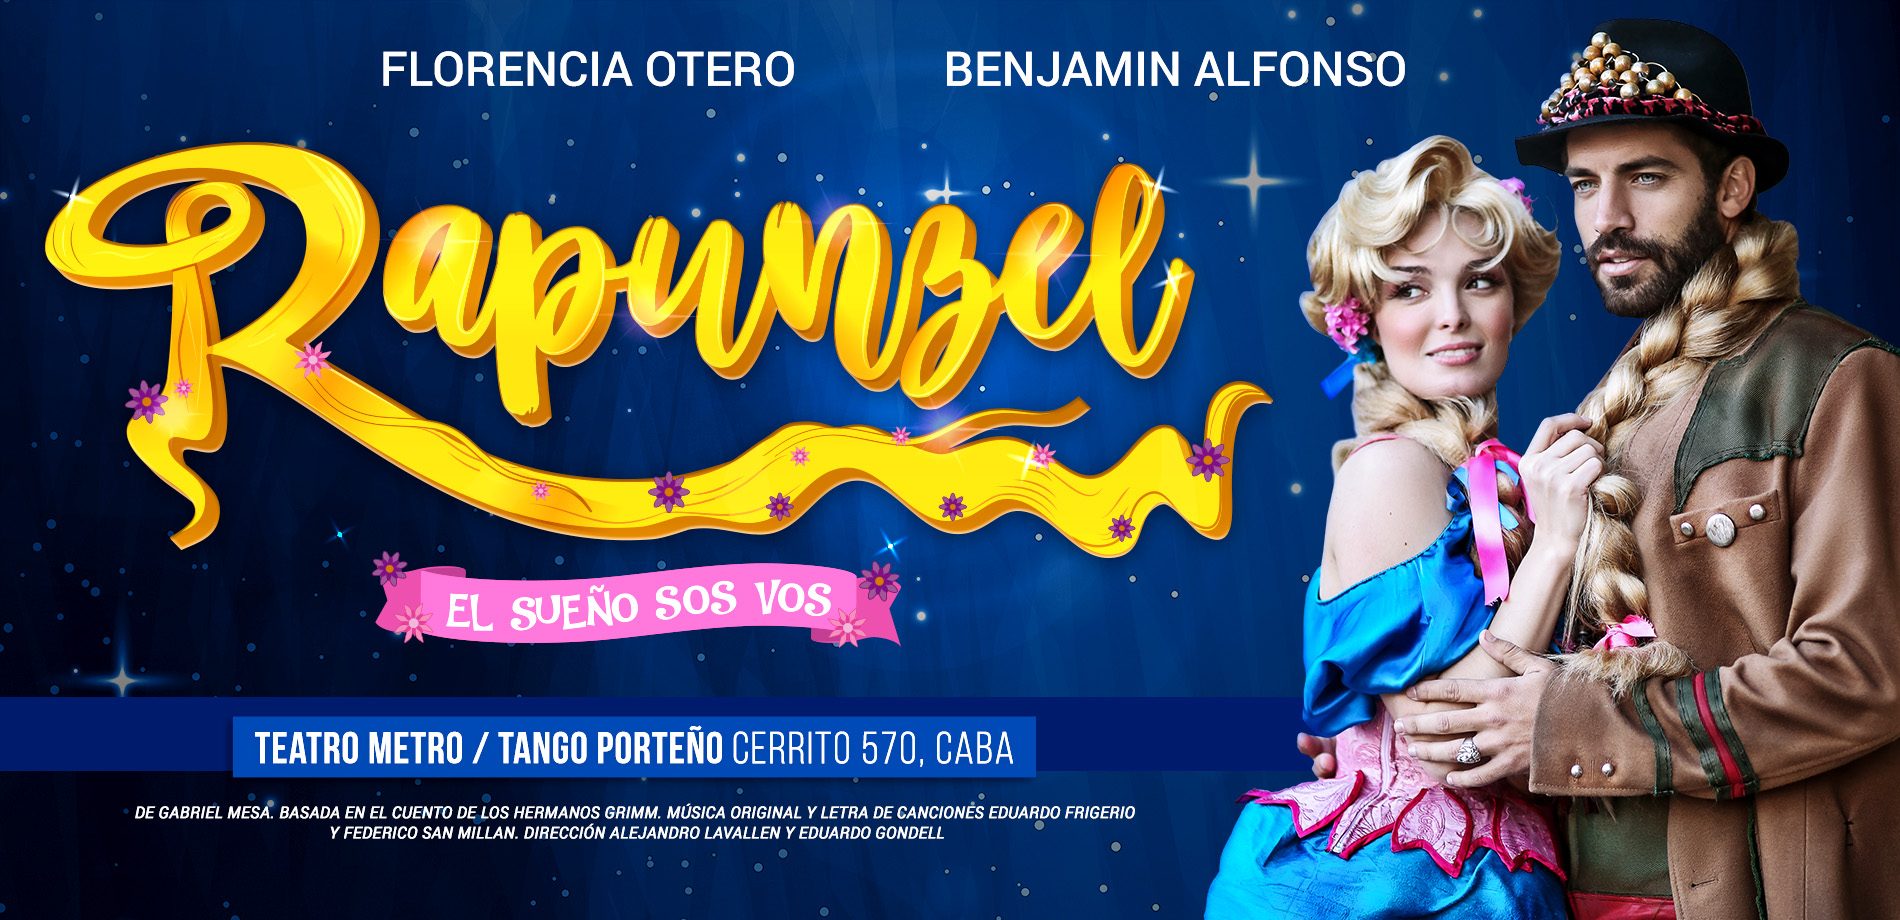 FLORENCIA OTERO BENJAMIN ALFONSO
Rapunzel
EL SUEÑO SOS VOS
TEATRO METRO / TANGO PORTEÑO CERRITO 570, CABA
DE GABRIEL MESA. BASADA EN EL CUENTO DE LOS HERMANOS GRIMM. MÚSICA ORIGINAL Y LETRA DE CANCIONES EDUARDO FRIGERIO
Y FEDERICO SAN MILLAN. DIRECCIÓN ALEJANDRO LAVALLEN Y EDUARDO GONDELL